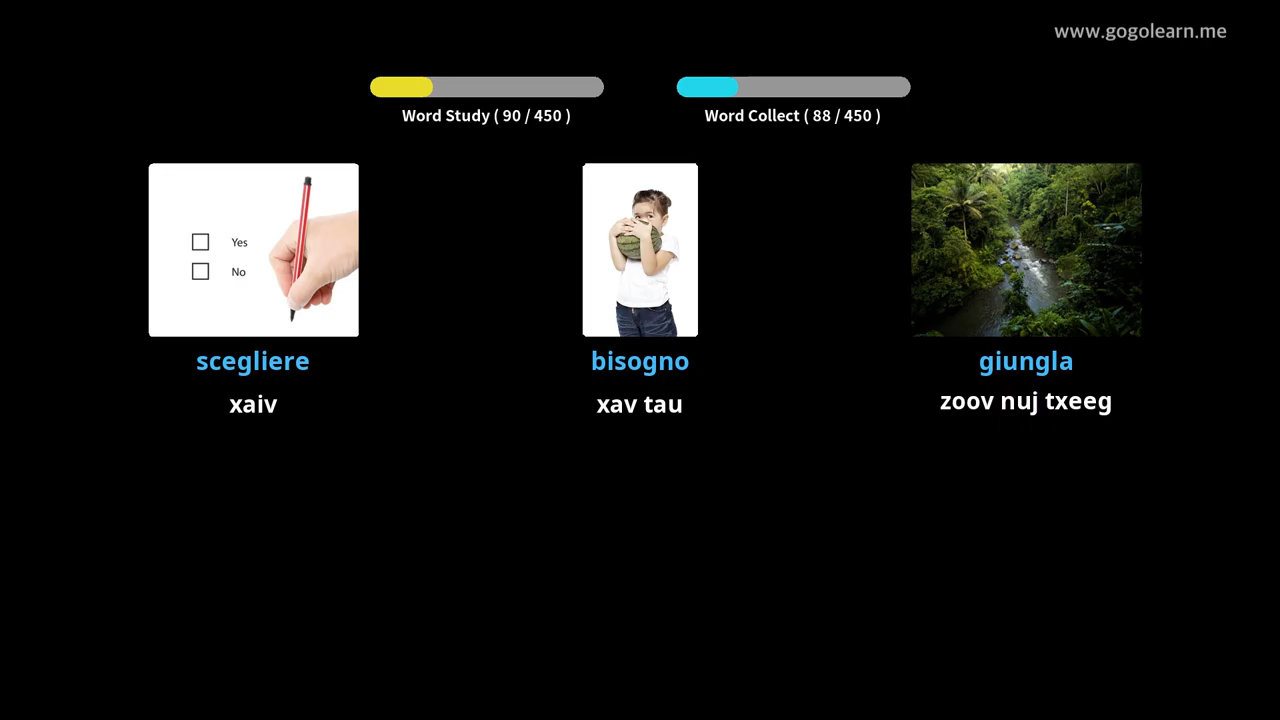 www.gogolearn.me
Word Study ( 90 / 450 )
Word Collect ( 88 / 450 )
Yes
No
scegliere
bisogno
giungla
xaiv
xav tau
zoov nuj txeeg